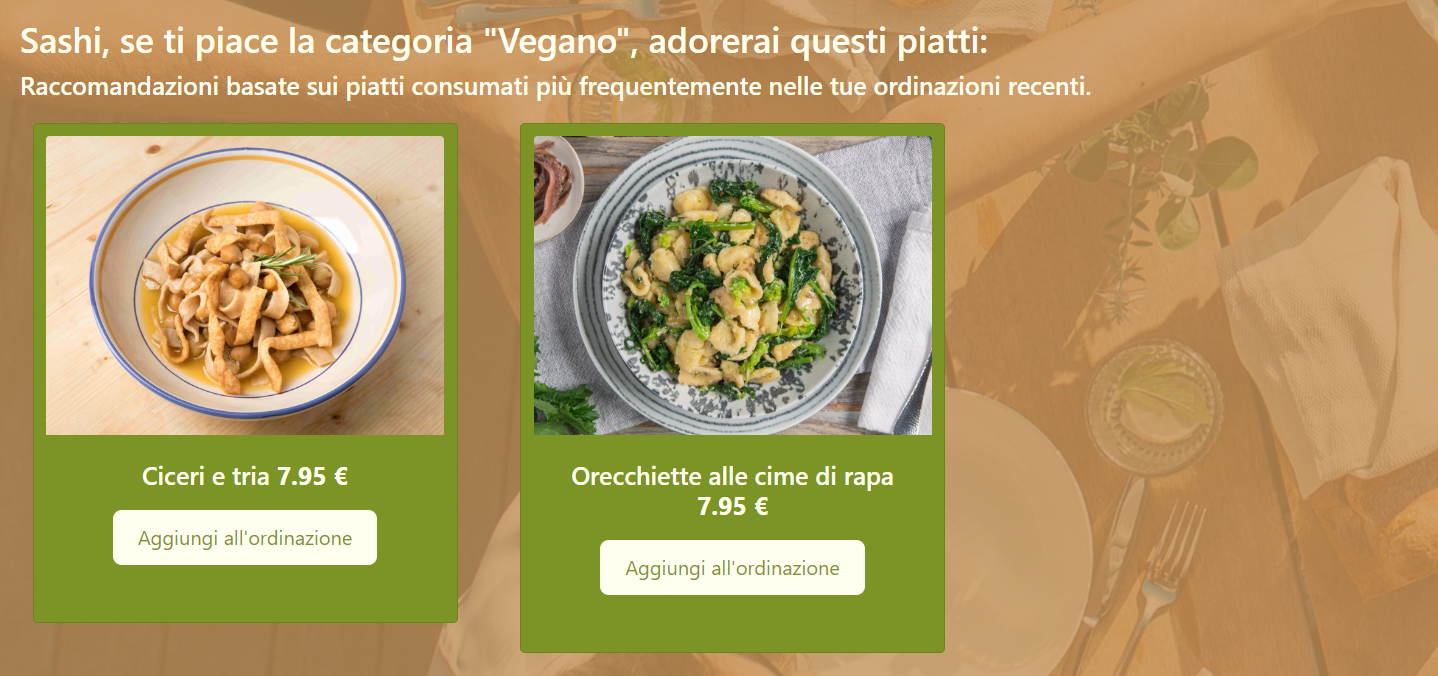 Sashi, se ti piace la categoria "Vegano", adorerai questi piatti:
Raccomandazioni basate sui piatti consumati più frequentemente nelle tue ordinazioni recenti.
Ciceri e tria 7.95 €
Aggiungi all'ordinazione
Orecchiette alle cime di rapa
7.95 €
Aggiungi all'ordinazione